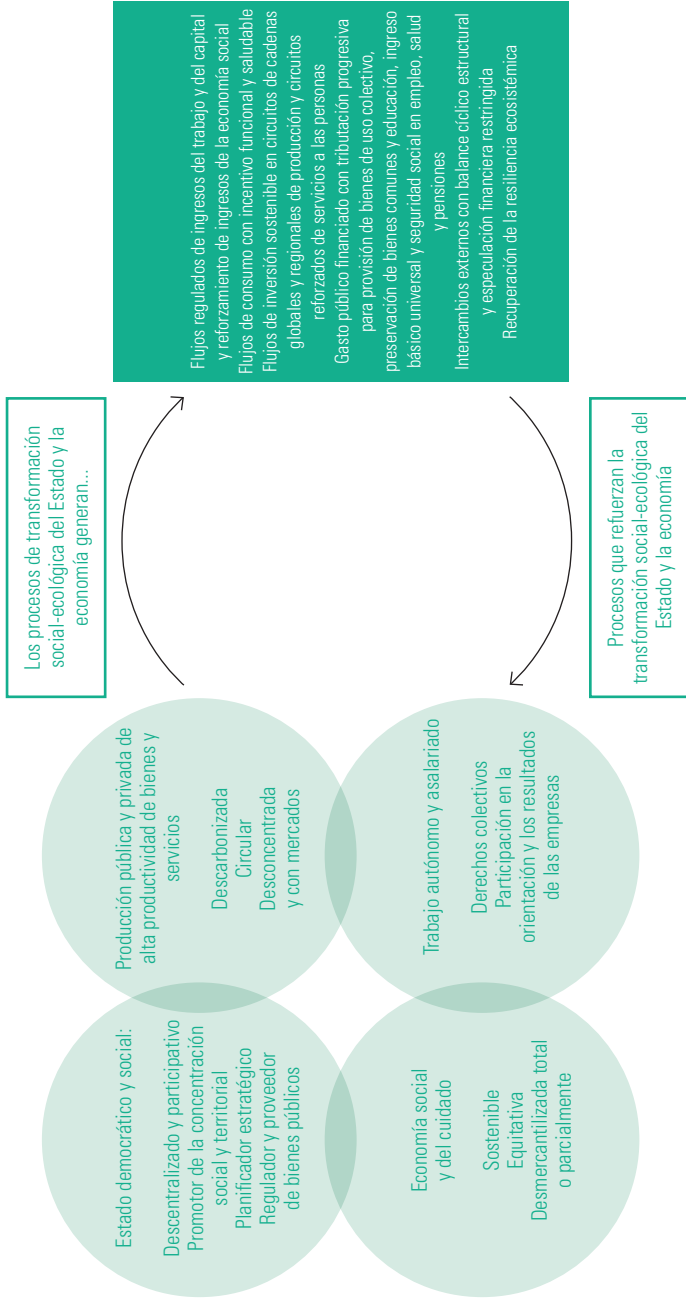 Estado democrático y social:
Descentralizado y participativo
Promotor de la concentración
social y territorial
Planificador estratégico
Regulador y proveedor
de bienes públicos
Producción pública y privada de
alta productividad de bienes y
servicios
Descarbonizada
Circular
Desconcentrada
y con mercados
Economía social
y del cuidado
Sostenible
Equitativa
Desmercantilizada total
o parcialmente
Trabajo autónomo y asalariado
Derechos colectivos
Participación en la
orientación y los resultados
de las empresas
Los procesos de transformación
social-ecológica del Estado y la
economía generan...
Flujos regulados de ingresos del trabajo y del capital
y reforzamiento de ingresos de la economía social
Flujos de consumo con incentivo funcional y saludable
Flujos de inversión sostenible en circuitos de cadenas
globales y regionales de producción y circuitos
reforzados de servicios a las personas
Gasto público financiado con tributación progresiva
para provisión de bienes de uso colectivo,
preservación de bienes comunes y educación, ingreso
básico universal y seguridad social en empleo, salud
y pensiones
Intercambios externos con balance cíclico estructural
y especulación financiera restringida
Recuperación de la resiliencia ecosistémica
Procesos que refuerzan la
transformación social-ecológica del
Estado y la economía